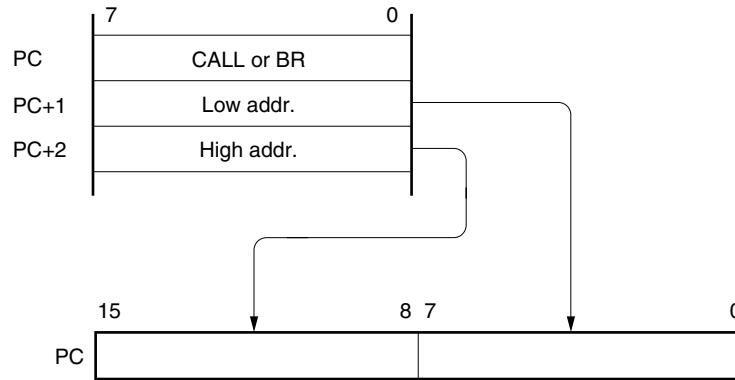 7 0
PC CALL or BR
PC+1 Low addr.
PC+2 High addr.
15 8 7 0
PC